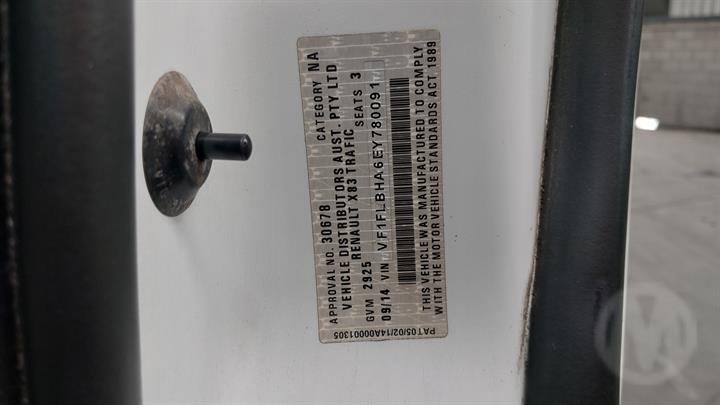 APPROVAL NO. 30678 CATEGORY NA
VEHICLE DISTRIBUTORS AUST. PTY LTD
RENAULT X83 TRAFIC
GVM 2925 SEATS 3
09/14 VIN VF1FLBHA6EY780091
THIS VEHICLE WAS MANUFACTURED TO COMPLY
WITH THE MOTOR VEHICLE STANDARDS ACT 1989
PAT05/02/14A00001305